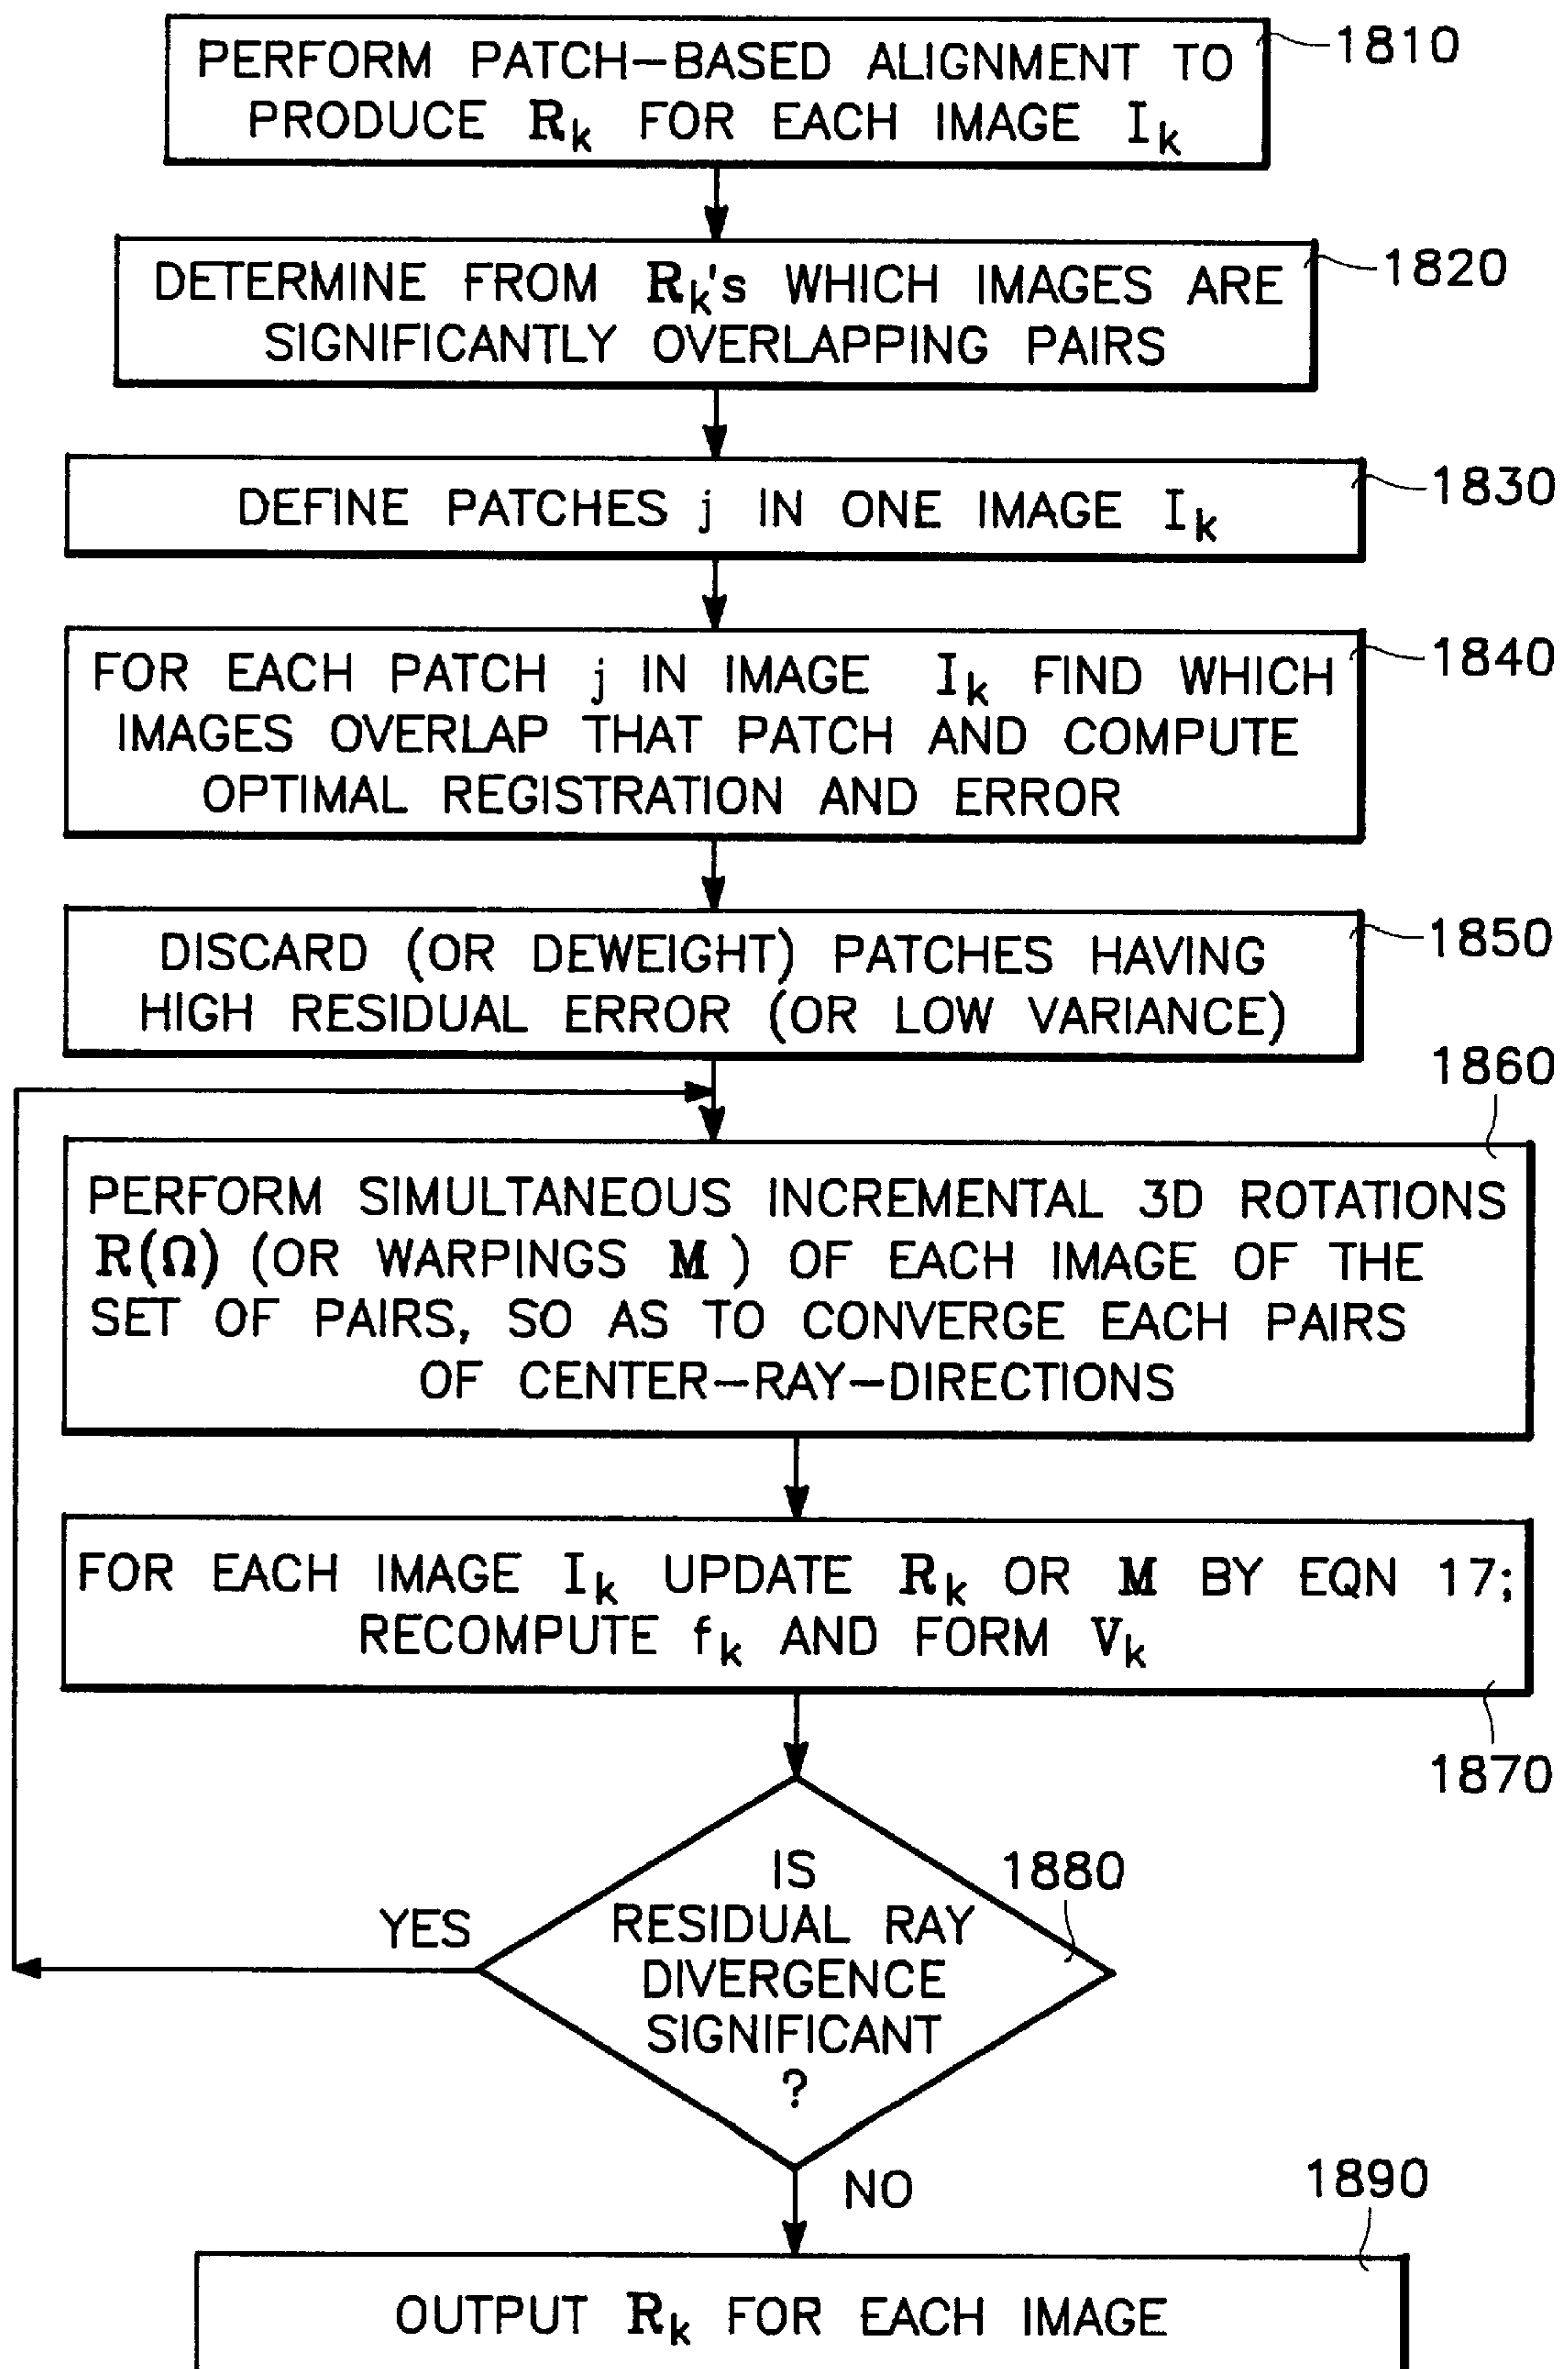 PERFORM PATCH-BASED ALIGNMENT TO
PRODUCE Rk FOR EACH IMAGE Ik
1810
DETERMINE FROM Rk's WHICH IMAGES ARE
SIGNIFICANTLY OVERLAPPING PAIRS
1820
DEFINE PATCHES j IN ONE IMAGE Ik
1830
FOR EACH PATCH j IN IMAGE Ik FIND WHICH
IMAGES OVERLAP THAT PATCH AND COMPUTE
OPTIMAL REGISTRATION AND ERROR
1840
DISCARD (OR DEWEIGHT) PATCHES HAVING
HIGH RESIDUAL ERROR (OR LOW VARIANCE)
1850
1860
PERFORM SIMULTANEOUS INCREMENTAL 3D ROTATIONS
R(Ω) (OR WARPINGS M ) OF EACH IMAGE OF THE
SET OF PAIRS, SO AS TO CONVERGE EACH PAIRS
OF CENTER-RAY-DIRECTIONS
FOR EACH IMAGE Ik UPDATE Rk OR M BY EQN 17;
RECOMPUTE fk AND FORM Vk
1870
IS
RESIDUAL RAY
DIVERGENCE
SIGNIFICANT
?
1880
YES
NO
1890
OUTPUT Rk FOR EACH IMAGE